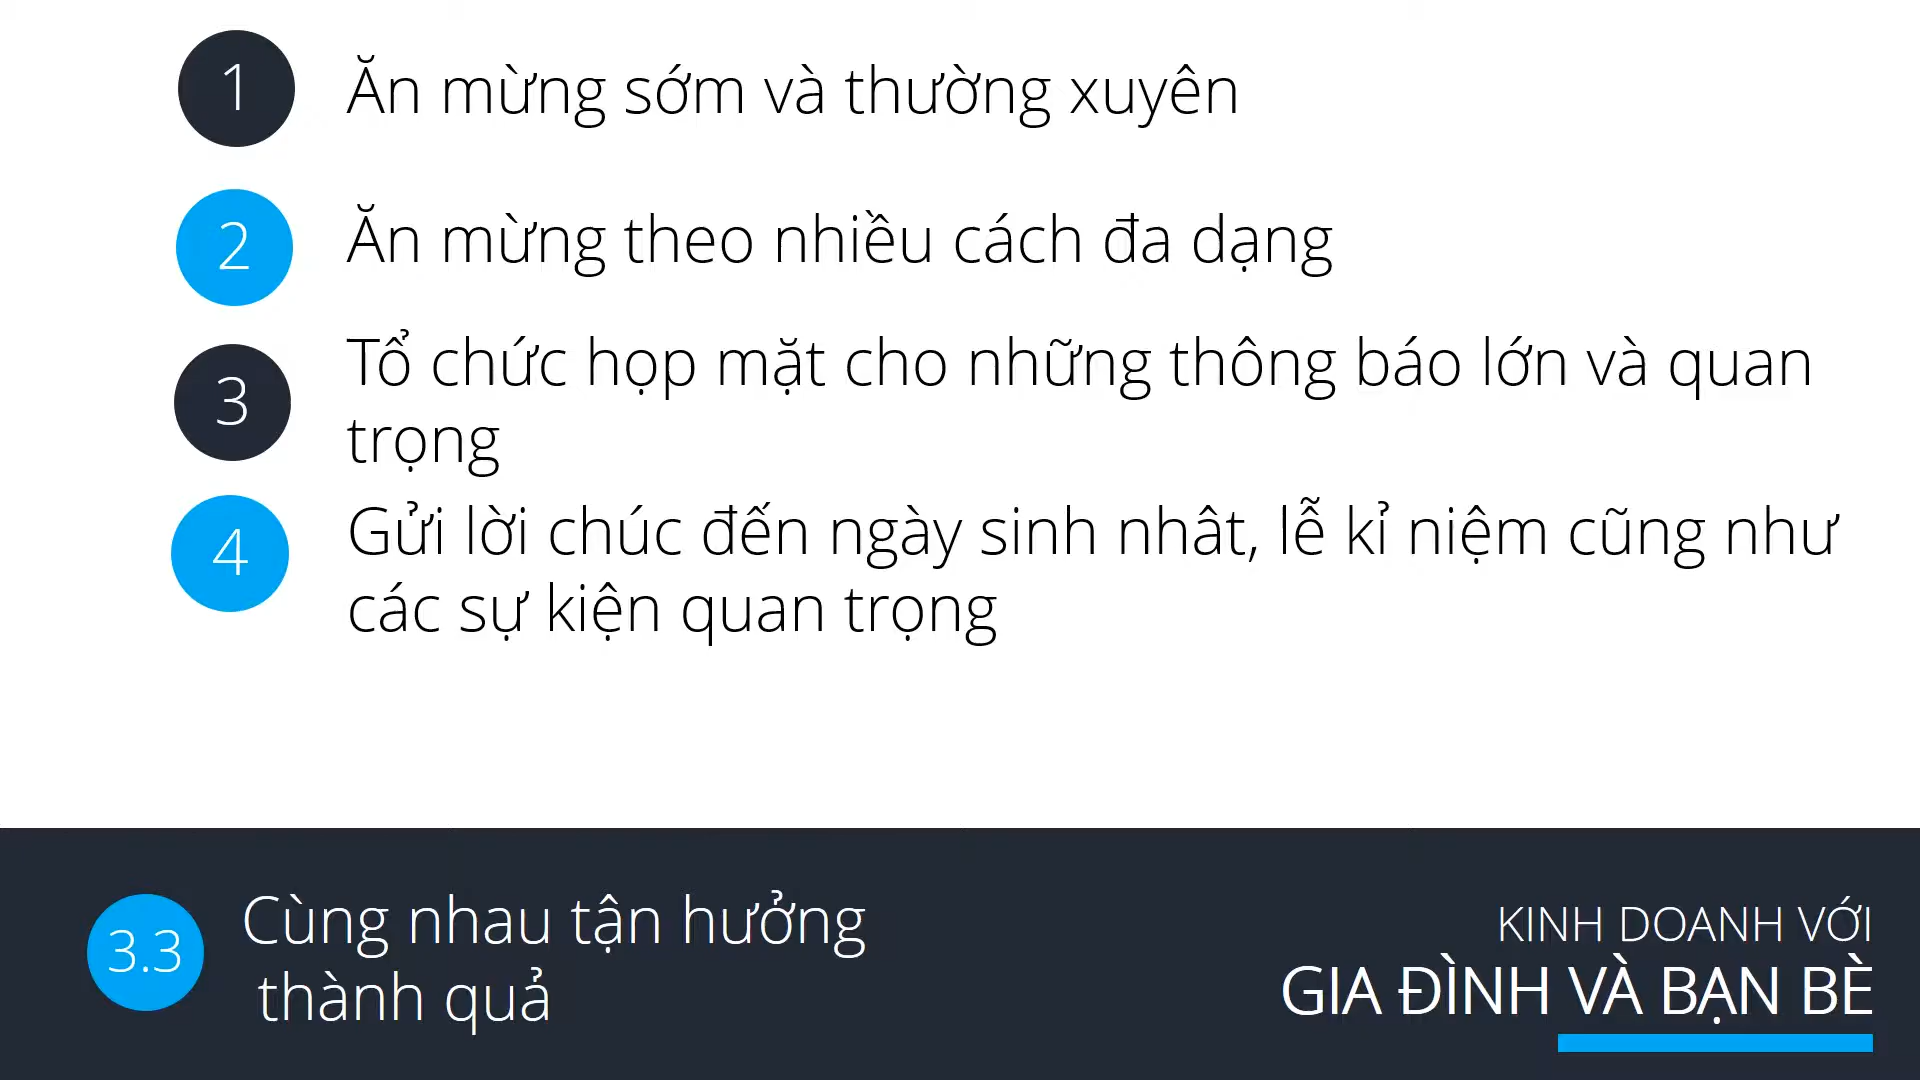 1 Ăn mừng sớm và thường xuyên
2 Ăn mừng theo nhiều cách đa dạng
3 Tổ chức họp mặt cho những thông báo lớn và quan
trọng
4 Gửi lời chúc đến ngày sinh nhât, lễ kỉ niệm cũng như
các sự kiện quan trọng
3.3 Cùng nhau tận hưởng
thành quả
KINH DOANH VỚI
GIA ĐÌNH VÀ BẠN BÈ